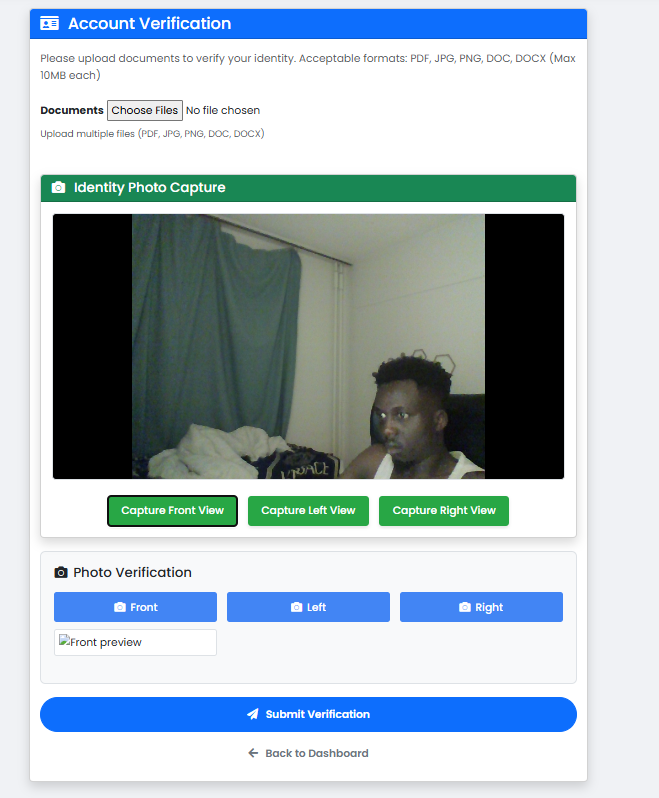 Account Verification
Please upload documents to verify your identity. Acceptable formats: PDF, JPG, PNG, DOC, DOCX (Max
10MB each)
Documents Choose Files No file chosen
Upload multiple files (PDF, JPG, PNG, DOC, DOCX)
Identity Photo Capture
Capture Front View Capture Left View Capture Right View
Photo Verification
Front Left Right
Front preview
Submit Verification
Back to Dashboard